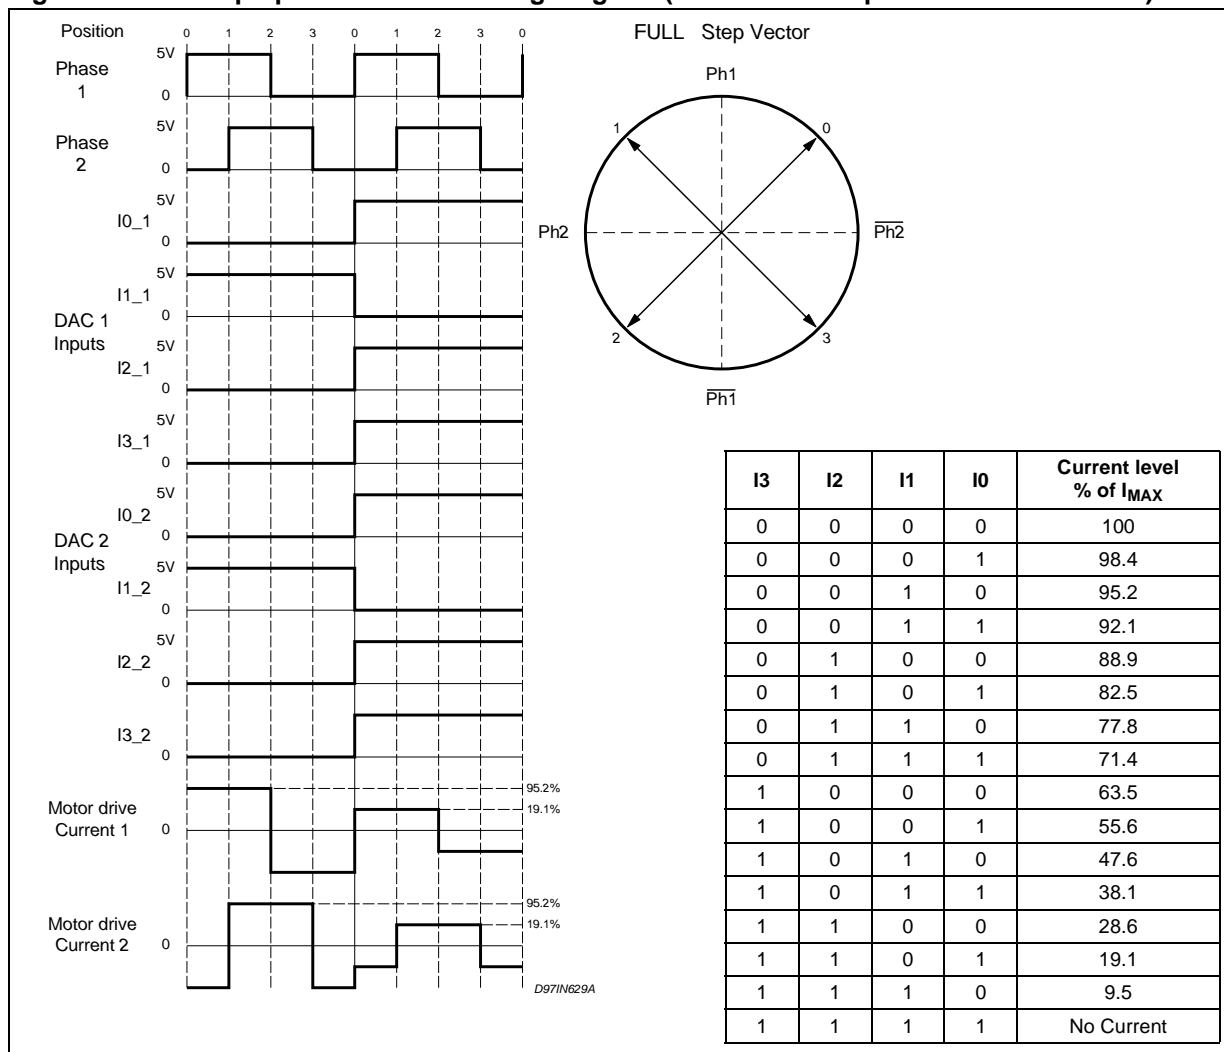 Position 0 1 2 3 0 1 2 3 0
FULL Step Vector
Phase 1 5V 0
Phase 2 5V 0
I0_1 5V 0
DAC 1 Inputs
I1_1 5V 0
I2_1 5V 0
I3_1 5V 0
DAC 2 Inputs
I0_2 5V 0
I1_2 5V 0
I2_2 5V 0
I3_2 0
Motor drive Current 1 0
95.2%
19.1%
Motor drive Current 2 0
95.2%
19.1%
D97IN629A
Ph1
1 0
Ph2 P̅h̅2̅
2 3
P̅h̅1̅
I3 I2 I1 I0 Current level % of IMAX
0 0 0 0 100
0 0 0 1 98.4
0 0 1 0 95.2
0 0 1 1 92.1
0 1 0 0 88.9
0 1 0 1 82.5
0 1 1 0 77.8
0 1 1 1 71.4
1 0 0 0 63.5
1 0 0 1 55.6
1 0 1 0 47.6
1 0 1 1 38.1
1 1 0 0 28.6
1 1 0 1 19.1
1 1 1 0 9.5
1 1 1 1 No Current